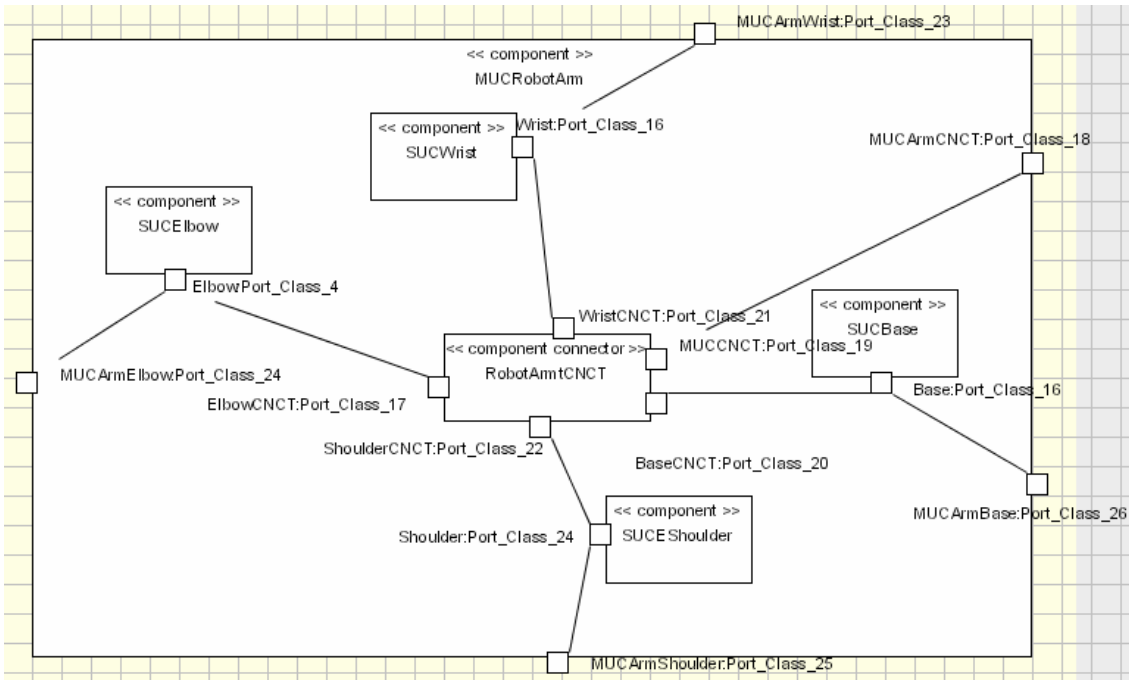 MUCArmWrist:Port_Class_23
<< component >>
MUCRobotArm
<< component >>
SUCWrist
Wrist:Port_Class_16
MUCArmCNCT:Port_Class_18
<< component >>
SUCElbow
Elbow:Port_Class_4
WristCNCT:Port_Class_21
<< component >>
SUCBase
<< component connector >>
RobotArmtCNCT
MUCCNCT:Port_Class_19
MUCArmElbow:Port_Class_24
Base:Port_Class_16
ElbowCNCT:Port_Class_17
ShoulderCNCT:Port_Class_22
BaseCNCT:Port_Class_20
MUCArmBase:Port_Class_26
<< component >>
SUCEShoulder
Shoulder:Port_Class_24
MUCArmShoulder:Port_Class_25